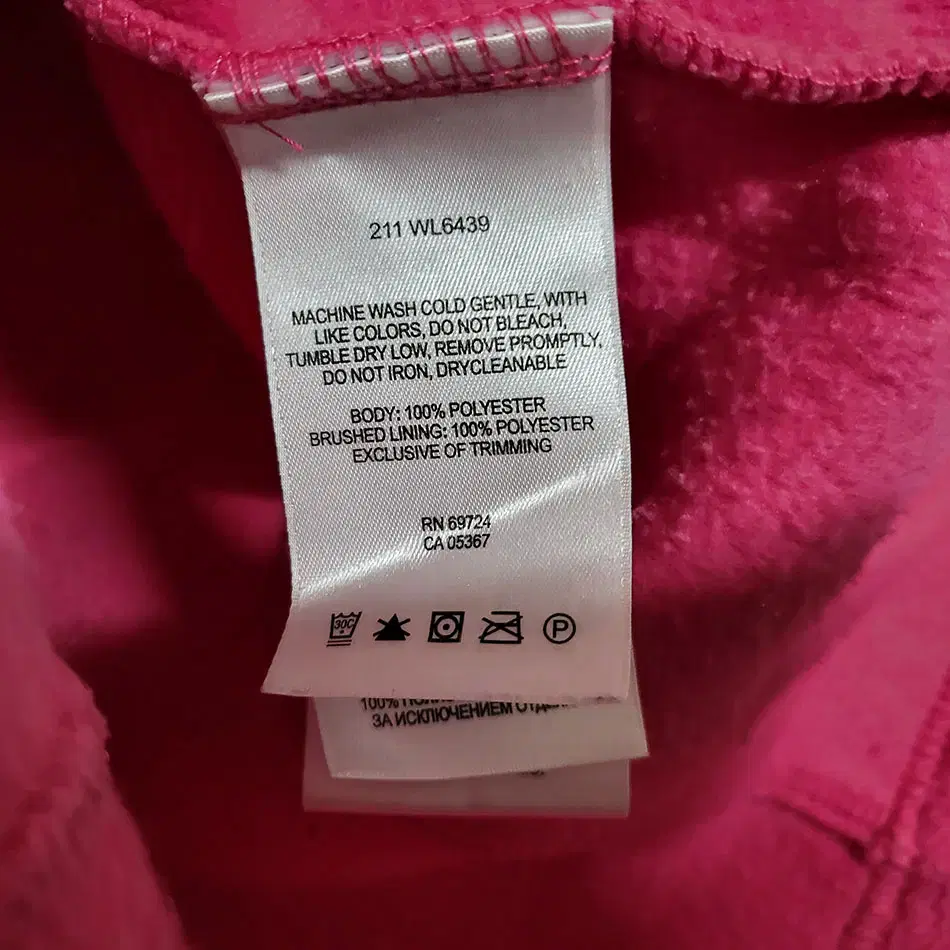 211 WL6439
MACHINE WASH COLD GENTLE, WITH
LIKE COLORS, DO NOT BLEACH,
TUMBLE DRY LOW, REMOVE PROMPTLY,
DO NOT IRON, DRYCLEANABLE
BODY: 100% POLYESTER
BRUSHED LINING: 100% POLYESTER
EXCLUSIVE OF TRIMMING
RN 69724
CA 05367
30C
P
100%
ЗА ИСКЛЮЧЕНИЕМ